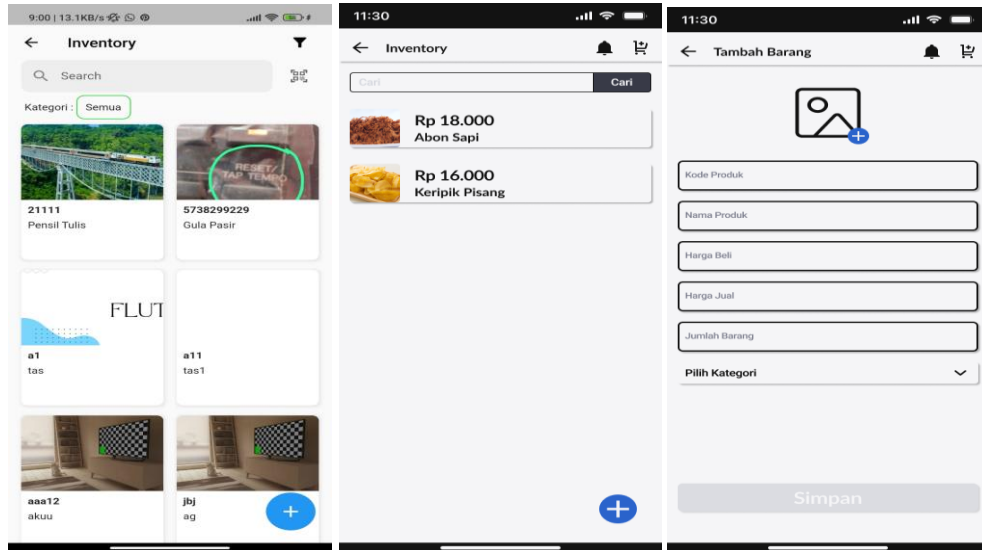 9:00 | 13.1KB/s
Inventory
Search
Kategori : Semua
RESET/
TAP TEMPO
21111
Pensil Tulis
5738299229
Gula Pasir
FLUT
a1
tas
a11
tas1
aaa12
akuu
jbj
ag
11:30
Inventory
Cari
Cari
Rp 18.000
Abon Sapi
Rp 16.000
Keripik Pisang
11:30
Tambah Barang
Kode Produk
Nama Produk
Harga Beli
Harga Jual
Jumlah Barang
Pilih Kategori
Simpan